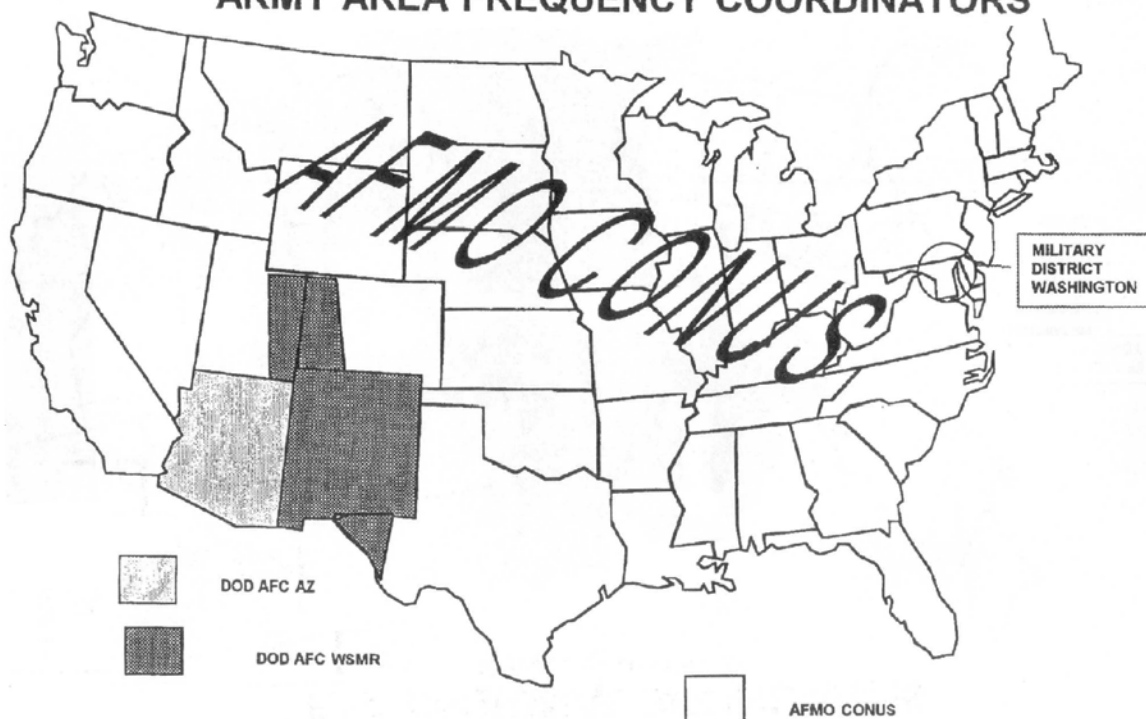 ARMY AREA FREQUENCY COORDINATORS
AFMO CONUS
MILITARY
DISTRICT
WASHINGTON
DOD AFC AZ
DOD AFC WSMR
AFMO CONUS